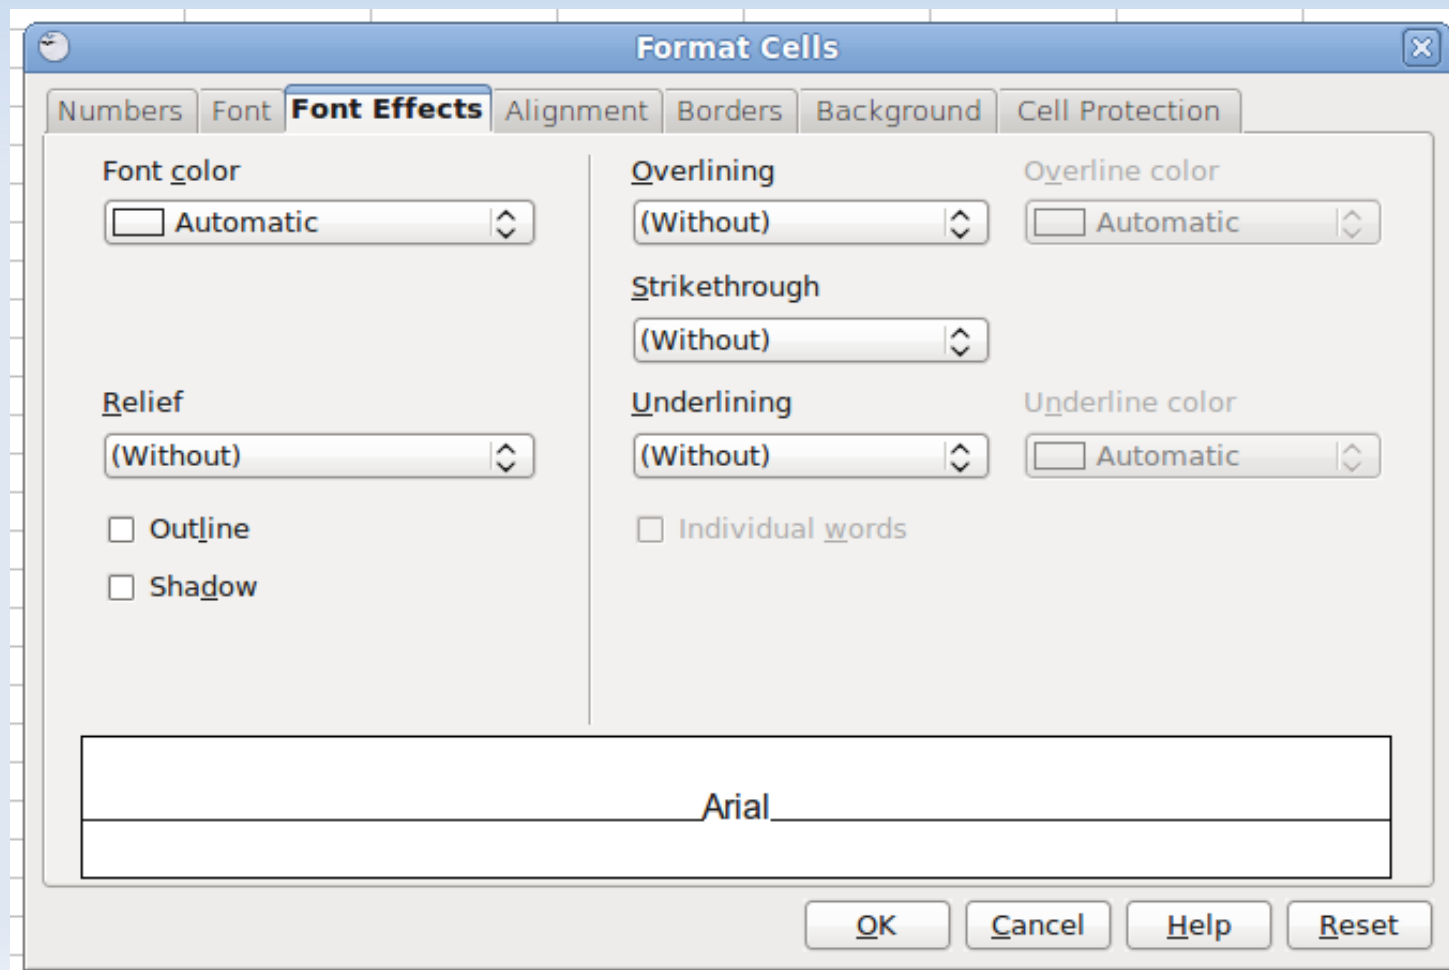 Format Cells
Numbers Font Font Effects Alignment Borders Background Cell Protection
Font color
Automatic
Relief
(Without)
Outline
Shadow
Overlining Overline color
(Without) Automatic
Strikethrough
(Without)
Underlining Underline color
(Without) Automatic
Individual words
Arial
OK Cancel Help Reset